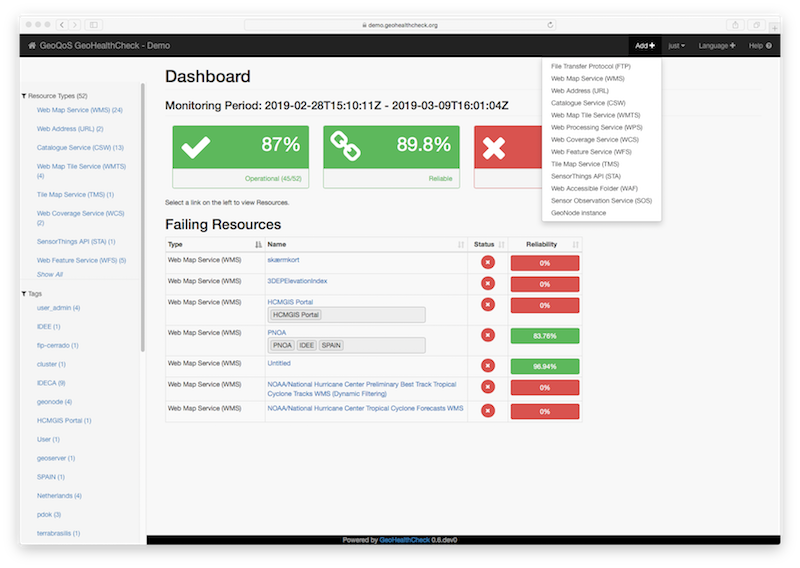 demo.geohealthcheck.org
GeoQoS GeoHealthCheck - Demo
Add
just
Language
Help
File Transfer Protocol (FTP)
Web Map Service (WMS)
Web Address (URL)
Catalogue Service (CSW)
Web Map Tile Service (WMTS)
Web Processing Service (WPS)
Web Coverage Service (WCS)
Web Feature Service (WFS)
Tile Map Service (TMS)
SensorThings API (STA)
Web Accessible Folder (WAF)
Sensor Observation Service (SOS)
GeoNode instance
Resource Types (52)
Web Map Service (WMS) (24)
Web Address (URL) (2)
Catalogue Service (CSW) (13)
Web Map Tile Service (WMTS)
(4)
Tile Map Service (TMS) (1)
Web Coverage Service (WCS)
(2)
SensorThings API (STA) (1)
Web Feature Service (WFS) (5)
Show All
Tags
user_admin (4)
IDEE (1)
fip-cerrado (1)
cluster (1)
IDECA (9)
geonode (4)
HCMGIS Portal (1)
User (1)
geoserver (1)
SPAIN (1)
Netherlands (4)
pdok (3)
terrabrasilis (1)
Dashboard
Monitoring Period: 2019-02-28T15:10:11Z - 2019-03-09T16:01:04Z
87%
Operational (45/52)
89.8%
Reliable
Select a link on the left to view Resources.
Failing Resources
Type Name Status Reliability
Web Map Service (WMS) skærmkort 0%
Web Map Service (WMS) 3DEPElevationIndex 0%
Web Map Service (WMS) HCMGIS Portal 0%
HCMGIS Portal
Web Map Service (WMS) PNOA 83.76%
PNOA IDEE SPAIN
Web Map Service (WMS) Untitled 96.94%
Web Map Service (WMS) NOAA/National Hurricane Center Preliminary Best Track Tropical 0%
Cyclone Tracks WMS (Dynamic Filtering)
Web Map Service (WMS) NOAA/National Hurricane Center Tropical Cyclone Forecasts WMS 0%
Powered by GeoHealthCheck 0.6.dev0